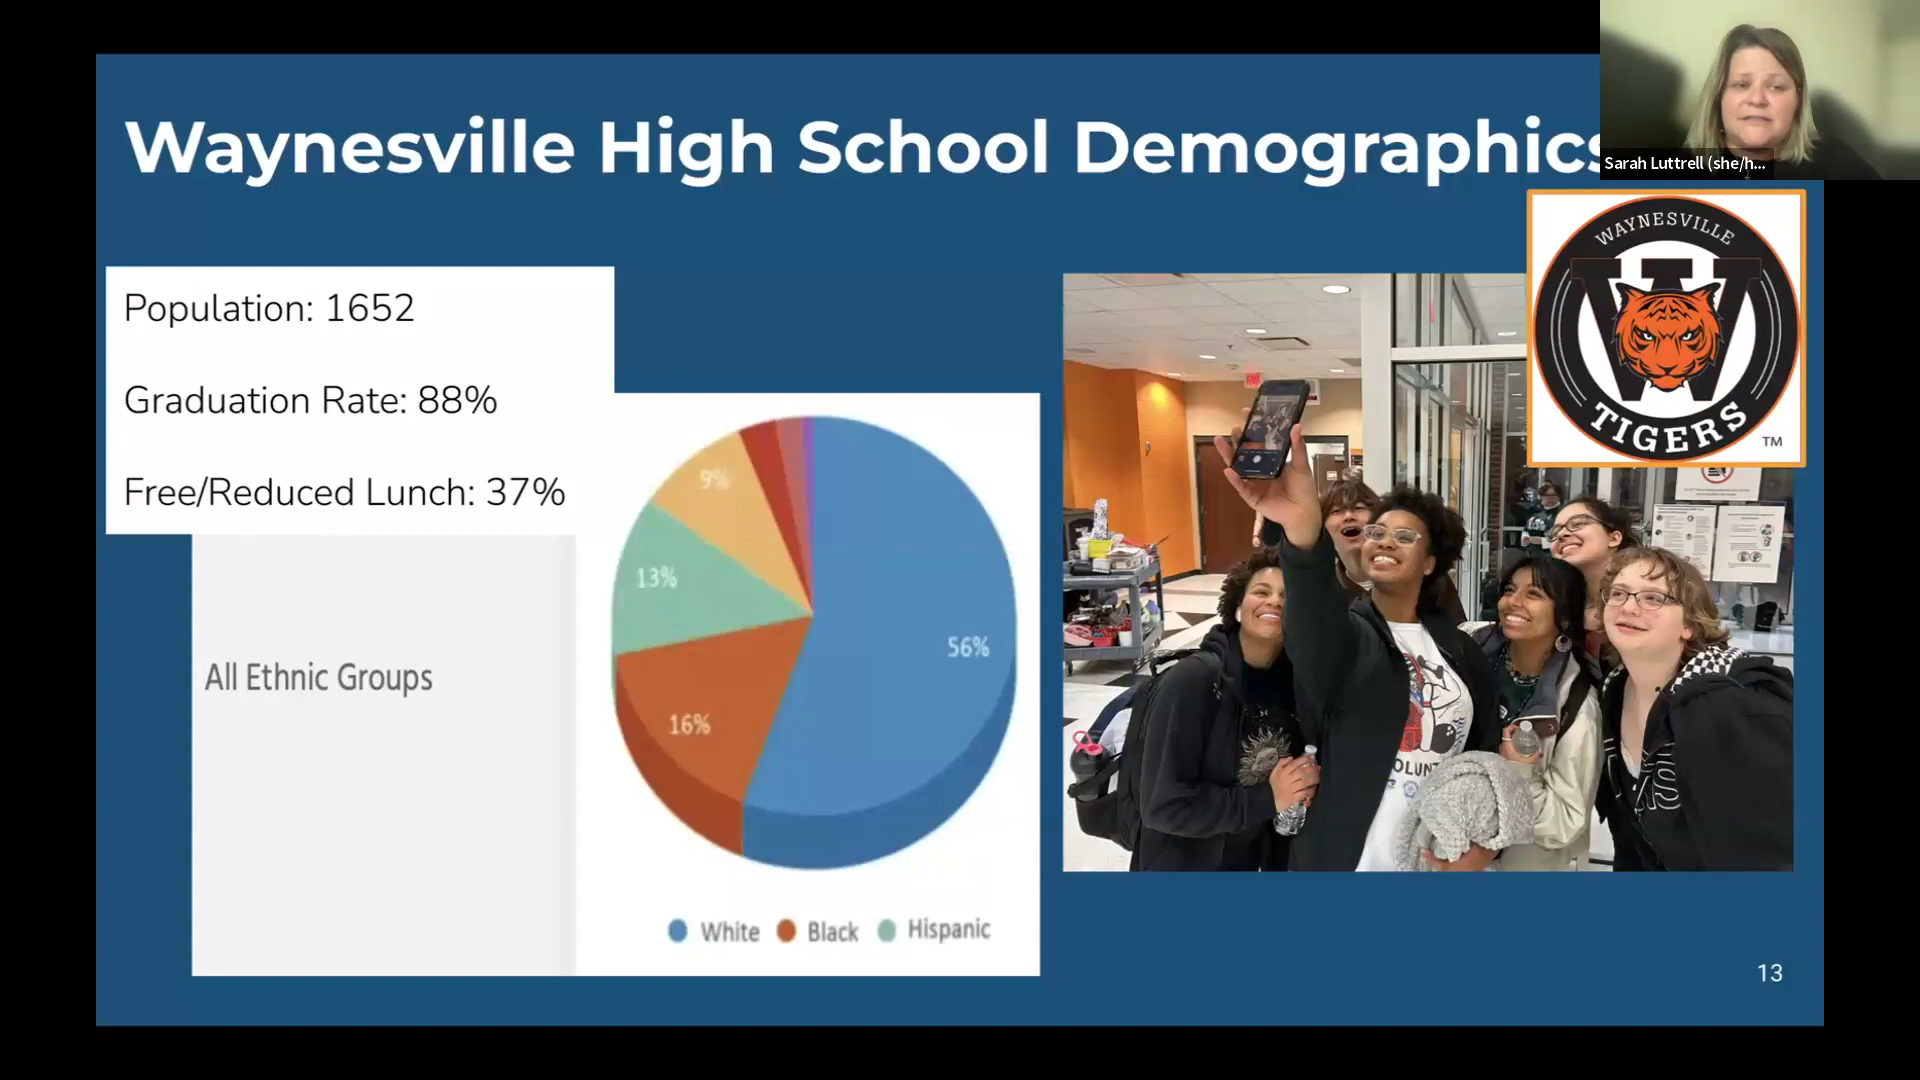 Waynesville High School Demographics
Sarah Luttrell (she/h...
WAYNESVILLE
W
TIGERS
TM
Population: 1652
Graduation Rate: 88%
Free/Reduced Lunch: 37%
All Ethnic Groups
9%
13%
56%
16%
White Black Hispanic
13